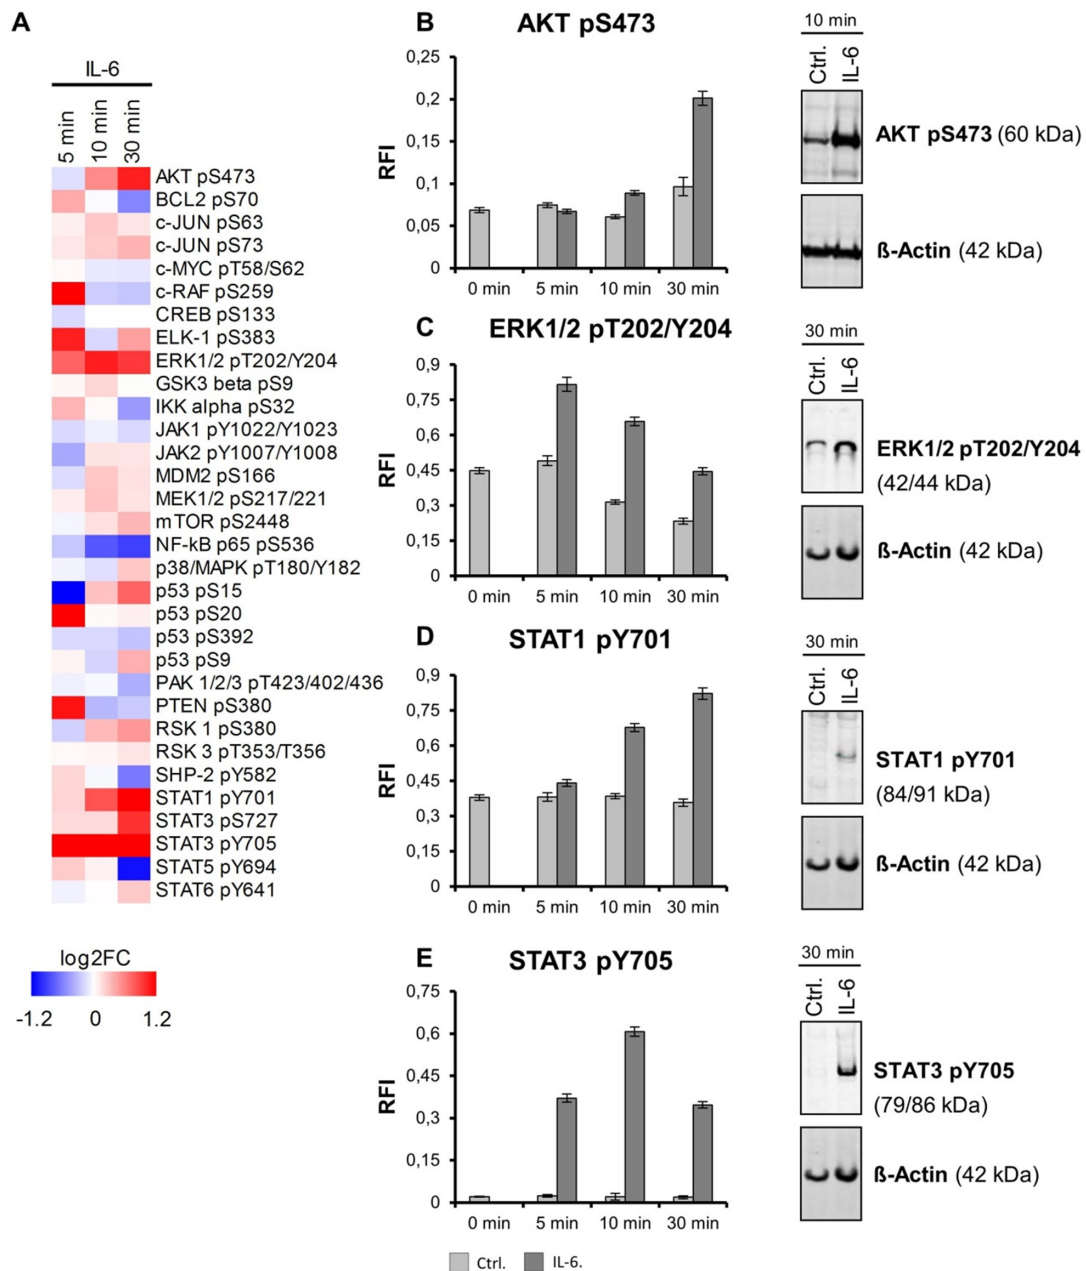 A
IL-6
5 min
10 min
30 min
AKT pS473
BCL2 pS70
c-JUN pS63
c-JUN pS73
c-MYC pT58/S62
c-RAF pS259
CREB pS133
ELK-1 pS383
ERK1/2 pT202/Y204
GSK3 beta pS9
IKK alpha pS32
JAK1 pY1022/Y1023
JAK2 pY1007/Y1008
MDM2 pS166
MEK1/2 pS217/221
mTOR pS2448
NF-kB p65 pS536
p38/MAPK pT180/Y182
p53 pS15
p53 pS20
p53 pS392
p53 pS9
PAK 1/2/3 pT423/402/436
PTEN pS380
RSK 1 pS380
RSK 3 pT353/T356
SHP-2 pY582
STAT1 pY701
STAT3 pS727
STAT3 pY705
STAT5 pY694
STAT6 pY641
log2FC
-1.2 0 1.2
B
AKT pS473
RFI
0,25
0,2
0,15
0,1
0,05
0
0 min 5 min 10 min 30 min
10 min
Ctrl.
IL-6
AKT pS473 (60 kDa)
ß-Actin (42 kDa)
C
ERK1/2 pT202/Y204
RFI
0,9
0,75
0,6
0,45
0,3
0,15
0
0 min 5 min 10 min 30 min
30 min
Ctrl.
IL-6
ERK1/2 pT202/Y204
(42/44 kDa)
ß-Actin (42 kDa)
D
STAT1 pY701
RFI
0,9
0,75
0,6
0,45
0,3
0,15
0
0 min 5 min 10 min 30 min
30 min
Ctrl.
IL-6
STAT1 pY701
(84/91 kDa)
ß-Actin (42 kDa)
E
STAT3 pY705
RFI
0,75
0,6
0,45
0,3
0,15
0
0 min 5 min 10 min 30 min
30 min
Ctrl.
IL-6
STAT3 pY705
(79/86 kDa)
ß-Actin (42 kDa)
Ctrl. IL-6.